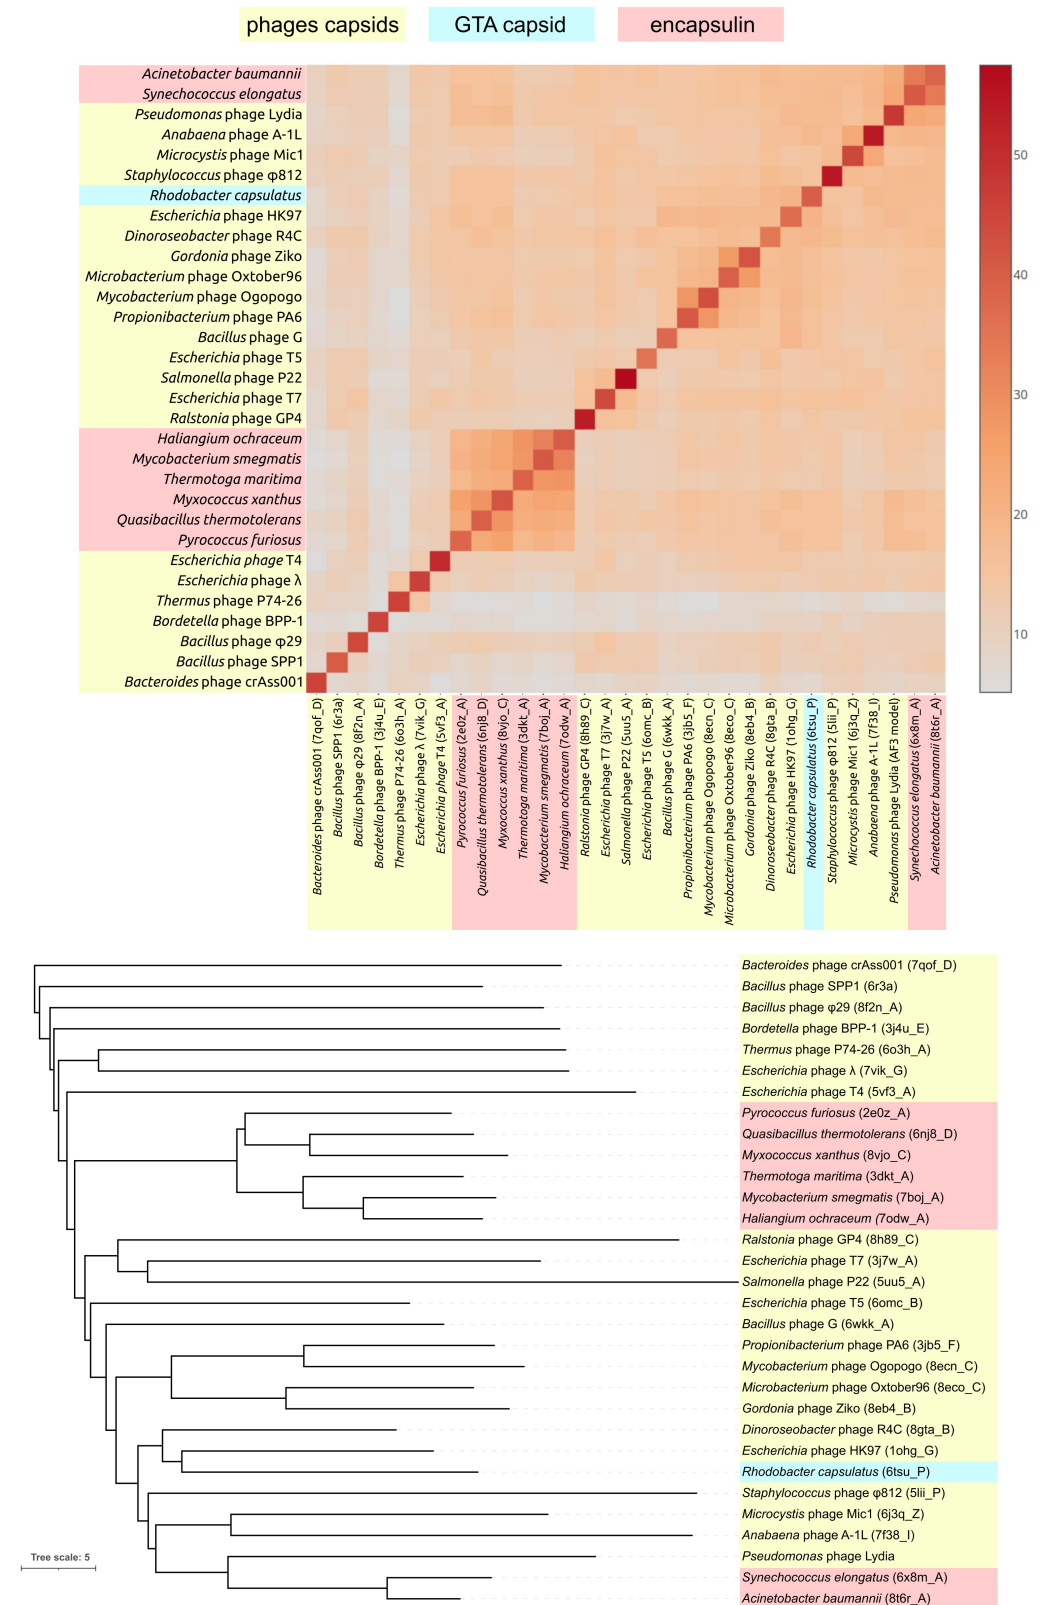 phages capsids
GTA capsid
encapsulin
Acinetobacter baumannii
Synechococcus elongatus
Pseudomonas phage Lydia
Anabaena phage A-1L
Microcystis phage Mic1
Staphylococcus phage φ812
Rhodobacter capsulatus
Escherichia phage HK97
Dinoroseobacter phage R4C
Gordonia phage Ziko
Microbacterium phage Oxtober96
Mycobacterium phage Ogopogo
Propionibacterium phage PA6
Bacillus phage G
Escherichia phage T5
Salmonella phage P22
Escherichia phage T7
Ralstonia phage GP4
Haliangium ochraceum
Mycobacterium smegmatis
Thermotoga maritima
Myxococcus xanthus
Quasibacillus thermotolerans
Pyrococcus furiosus
Escherichia phage T4
Escherichia phage λ
Thermus phage P74-26
Bordetella phage BPP-1
Bacillus phage φ29
Bacillus phage SPP1
Bacteroides phage crAss001
50
40
30
20
10
Bacteroides phage crAss001 (7qof_D)
Bacillus phage SPP1 (6r3a)
Bacillus phage φ29 (8f2n_A)
Bordetella phage BPP-1 (3j4u_E)
Thermus phage P74-26 (6o3h_A)
Escherichia phage λ (7vik_G)
Escherichia phage T4 (5vf3_A)
Pyrococcus furiosus (2e0z_A)
Quasibacillus thermotolerans (6nj8_D)
Myxococcus xanthus (8vjo_C)
Thermotoga maritima (3dkt_A)
Mycobacterium smegmatis (7boj_A)
Haliangium ochraceum (7odw_A)
Ralstonia phage GP4 (8h89_C)
Escherichia phage T7 (3j7w_A)
Salmonella phage P22 (5uu5_A)
Escherichia phage T5 (6omc_B)
Bacillus phage G (6wkk_A)
Propionibacterium phage PA6 (3jb5_F)
Mycobacterium phage Ogopogo (8ecn_C)
Microbacterium phage Oxtober96 (8eco_C)
Gordonia phage Ziko (8eb4_B)
Dinoroseobacter phage R4C (8gta_B)
Escherichia phage HK97 (1ohg_G)
Rhodobacter capsulatus (6tsu_P)
Staphylococcus phage φ812 (5lii_P)
Microcystis phage Mic1 (6j3q_Z)
Anabaena phage A-1L (7f38_I)
Pseudomonas phage Lydia (AF3 model)
Synechococcus elongatus (6x8m_A)
Acinetobacter baumannii (8t6r_A)
Bacteroides phage crAss001 (7qof_D)
Bacillus phage SPP1 (6r3a)
Bacillus phage φ29 (8f2n_A)
Bordetella phage BPP-1 (3j4u_E)
Thermus phage P74-26 (6o3h_A)
Escherichia phage λ (7vik_G)
Escherichia phage T4 (5vf3_A)
Pyrococcus furiosus (2e0z_A)
Quasibacillus thermotolerans (6nj8_D)
Myxococcus xanthus (8vjo_C)
Thermotoga maritima (3dkt_A)
Mycobacterium smegmatis (7boj_A)
Haliangium ochraceum (7odw_A)
Ralstonia phage GP4 (8h89_C)
Escherichia phage T7 (3j7w_A)
Salmonella phage P22 (5uu5_A)
Escherichia phage T5 (6omc_B)
Bacillus phage G (6wkk_A)
Propionibacterium phage PA6 (3jb5_F)
Mycobacterium phage Ogopogo (8ecn_C)
Microbacterium phage Oxtober96 (8eco_C)
Gordonia phage Ziko (8eb4_B)
Dinoroseobacter phage R4C (8gta_B)
Escherichia phage HK97 (1ohg_G)
Rhodobacter capsulatus (6tsu_P)
Staphylococcus phage φ812 (5lii_P)
Microcystis phage Mic1 (6j3q_Z)
Anabaena phage A-1L (7f38_I)
Pseudomonas phage Lydia
Synechococcus elongatus (6x8m_A)
Acinetobacter baumannii (8t6r_A)
Tree scale: 5